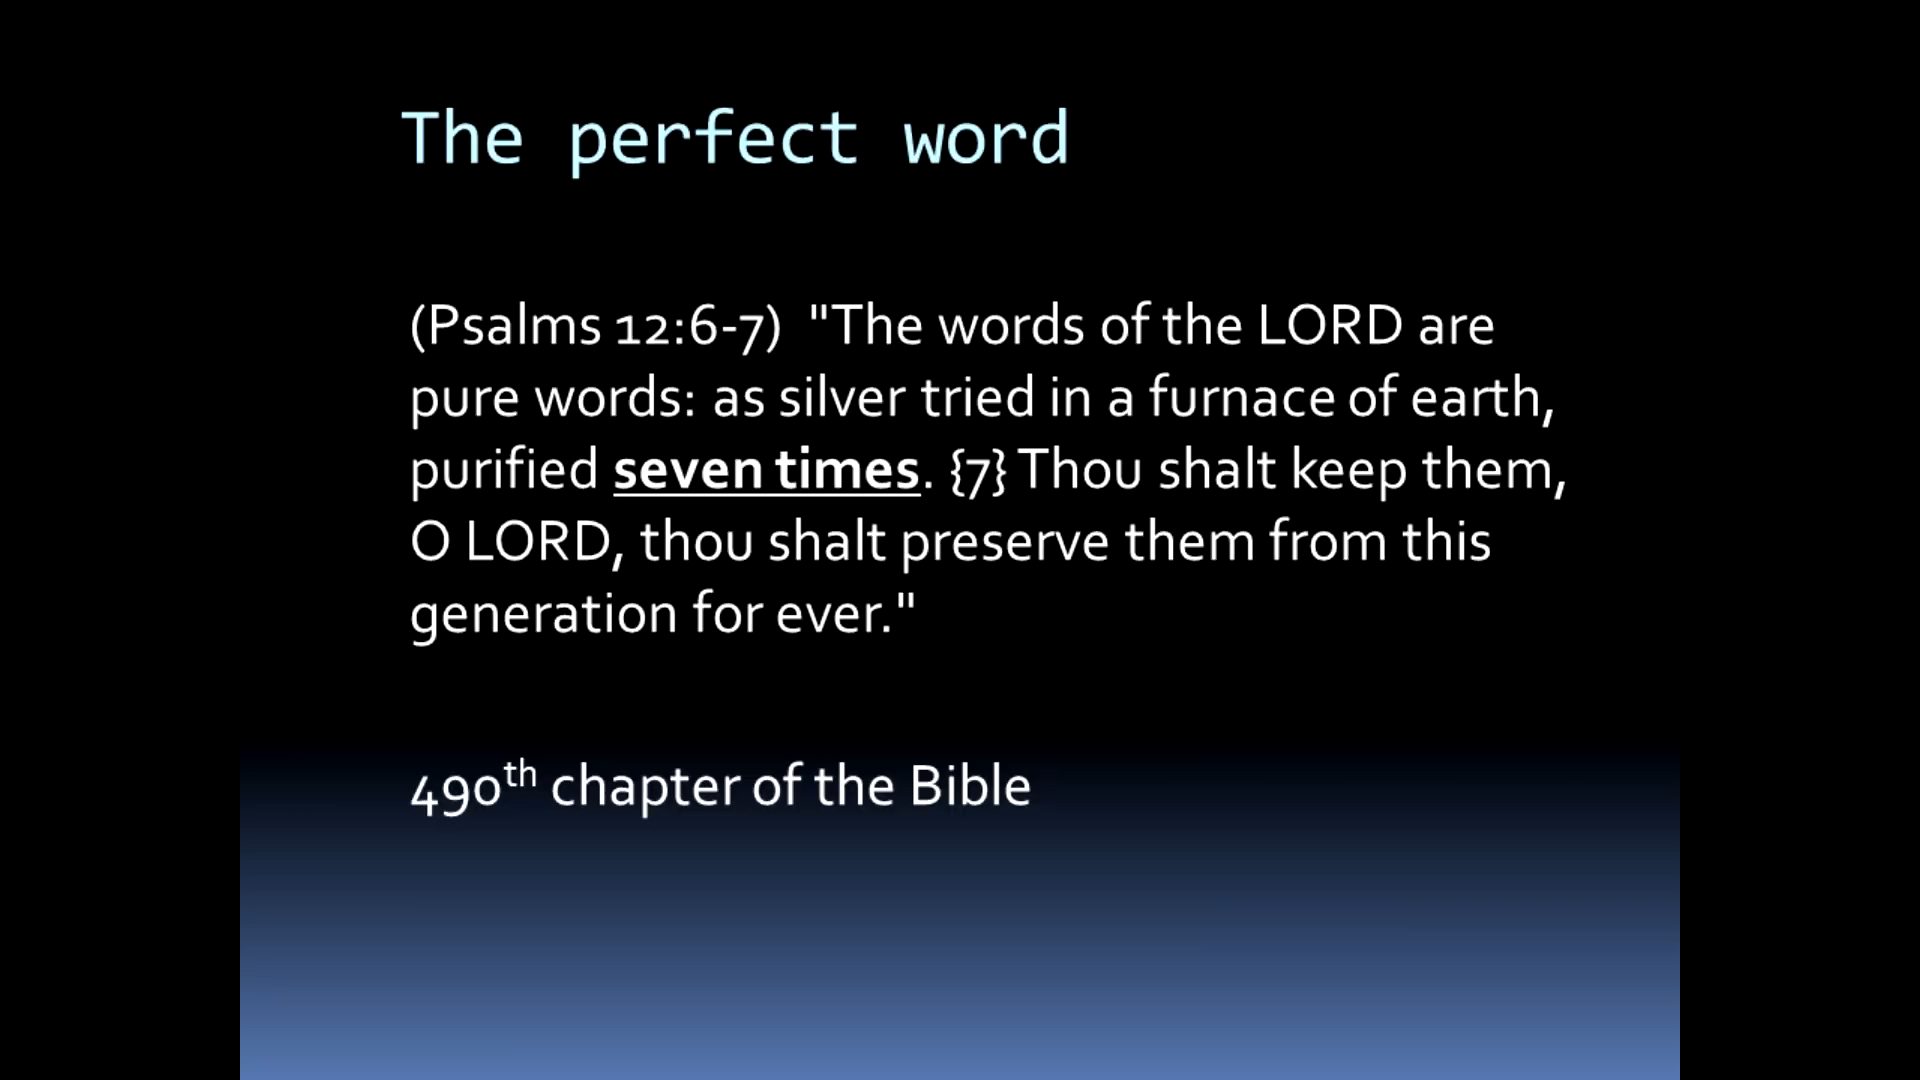 The perfect word
(Psalms 12:6-7)  "The words of the LORD are
pure words: as silver tried in a furnace of earth,
purified seven times. {7} Thou shalt keep them,
O LORD, thou shalt preserve them from this
generation for ever."
490th chapter of the Bible